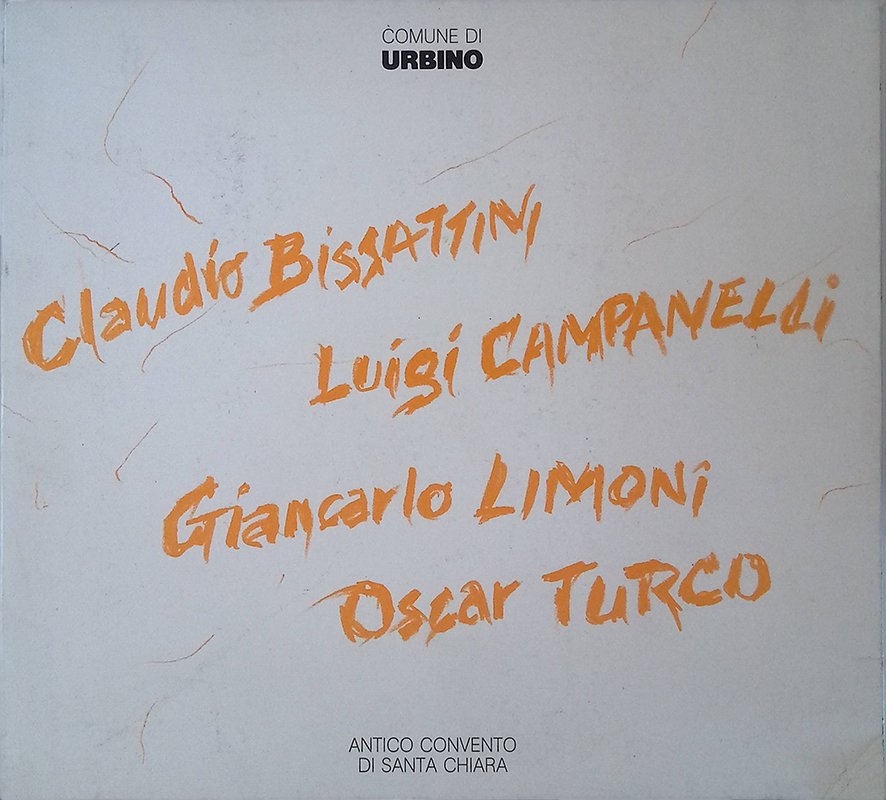 COMUNE DI
URBINO
Claudio BISSATTINI
Luigi CAMPANELLi
Giancarlo LIMONi
Oscar TURCO
ANTICO CONVENTO
DI SANTA CHIARA